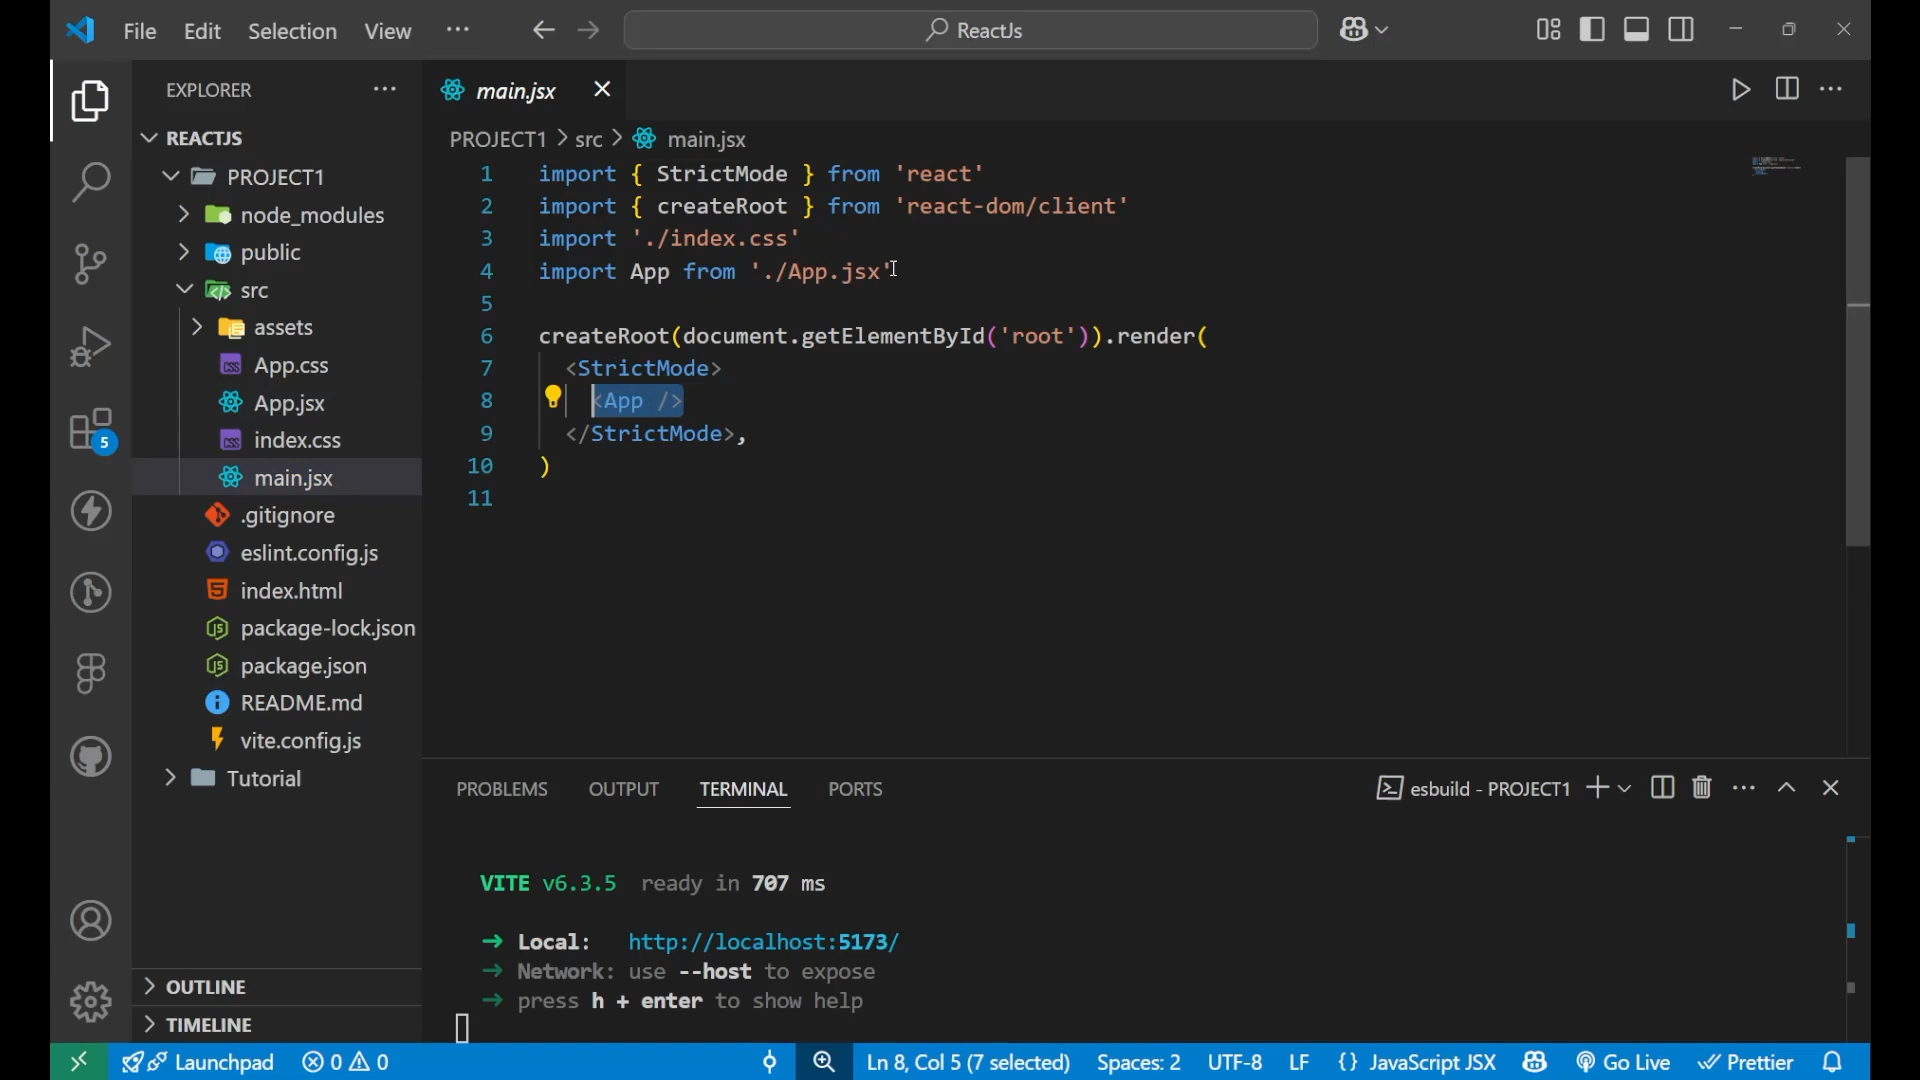 File Edit Selection View ···
ReactJs
EXPLORER ···
REACTJS
PROJECT1
node_modules
public
src
assets
App.css
App.jsx
index.css
main.jsx
.gitignore
eslint.config.js
index.html
package-lock.json
package.json
README.md
vite.config.js
Tutorial
OUTLINE
TIMELINE
5
main.jsx
PROJECT1 > src > main.jsx
1 import { StrictMode } from 'react'
2 import { createRoot } from 'react-dom/client'
3 import './index.css'
4 import App from './App.jsx'
5
6 createRoot(document.getElementById('root')).render(
7 <StrictMode>
8 <App />
9 </StrictMode>,
10 )
11
PROBLEMS OUTPUT TERMINAL PORTS
esbuild - PROJECT1
VITE v6.3.5 ready in 707 ms
➜ Local: http://localhost:5173/
➜ Network: use --host to expose
➜ press h + enter to show help
Launchpad 0 0 Ln 8, Col 5 (7 selected) Spaces: 2 UTF-8 LF {} JavaScript JSX Go Live Prettier